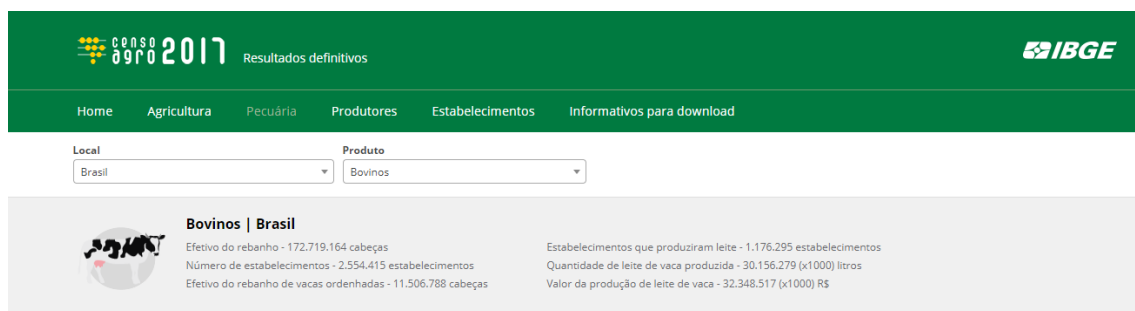 censo agro 2017 Resultados definitivos IBGE
Home Agricultura Pecuária Produtores Estabelecimentos Informativos para download
Local Produto
Brasil Bovinos
Bovinos | Brasil
Efetivo do rebanho - 172.719.164 cabeças
Número de estabelecimentos - 2.554.415 estabelecimentos
Efetivo do rebanho de vacas ordenhadas - 11.506.788 cabeças
Estabelecimentos que produziram leite - 1.176.295 estabelecimentos
Quantidade de leite de vaca produzida - 30.156.279 (x1000) litros
Valor da produção de leite de vaca - 32.348.517 (x1000) R$